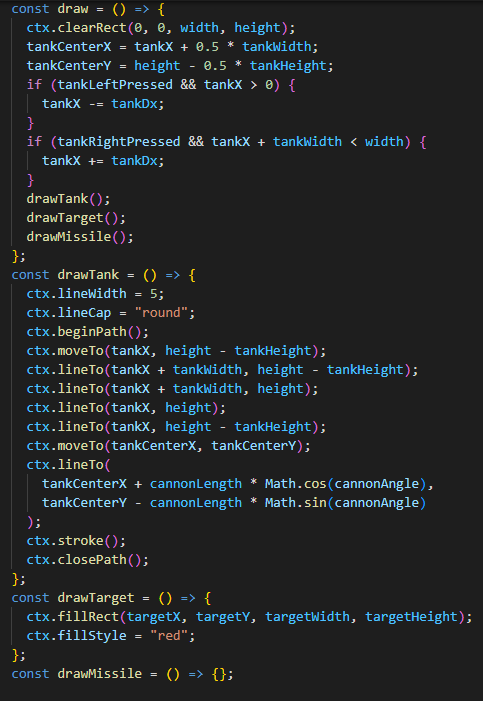 const draw = () => {
  ctx.clearRect(0, 0, width, height);
  tankCenterX = tankX + 0.5 * tankWidth;
  tankCenterY = height - 0.5 * tankHeight;
  if (tankLeftPressed && tankX > 0) {
    tankX -= tankDx;
  }
  if (tankRightPressed && tankX + tankWidth < width) {
    tankX += tankDx;
  }
  drawTank();
  drawTarget();
  drawMissile();
};
const drawTank = () => {
  ctx.lineWidth = 5;
  ctx.lineCap = "round";
  ctx.beginPath();
  ctx.moveTo(tankX, height - tankHeight);
  ctx.lineTo(tankX + tankWidth, height - tankHeight);
  ctx.lineTo(tankX + tankWidth, height);
  ctx.lineTo(tankX, height);
  ctx.lineTo(tankX, height - tankHeight);
  ctx.moveTo(tankCenterX, tankCenterY);
  ctx.lineTo(
    tankCenterX + cannonLength * Math.cos(cannonAngle),
    tankCenterY - cannonLength * Math.sin(cannonAngle)
  );
  ctx.stroke();
  ctx.closePath();
};
const drawTarget = () => {
  ctx.fillRect(targetX, targetY, targetWidth, targetHeight);
  ctx.fillStyle = "red";
};
const drawMissile = () => {};